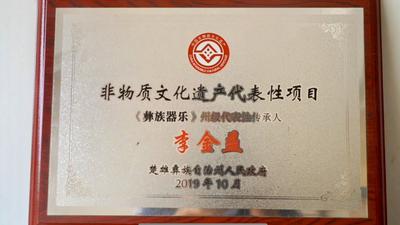 非物质文化遗产代表性项目
《彝族器乐》州级代表性传承人
李金孟
楚雄彝族自治州人民政府
2019年10月